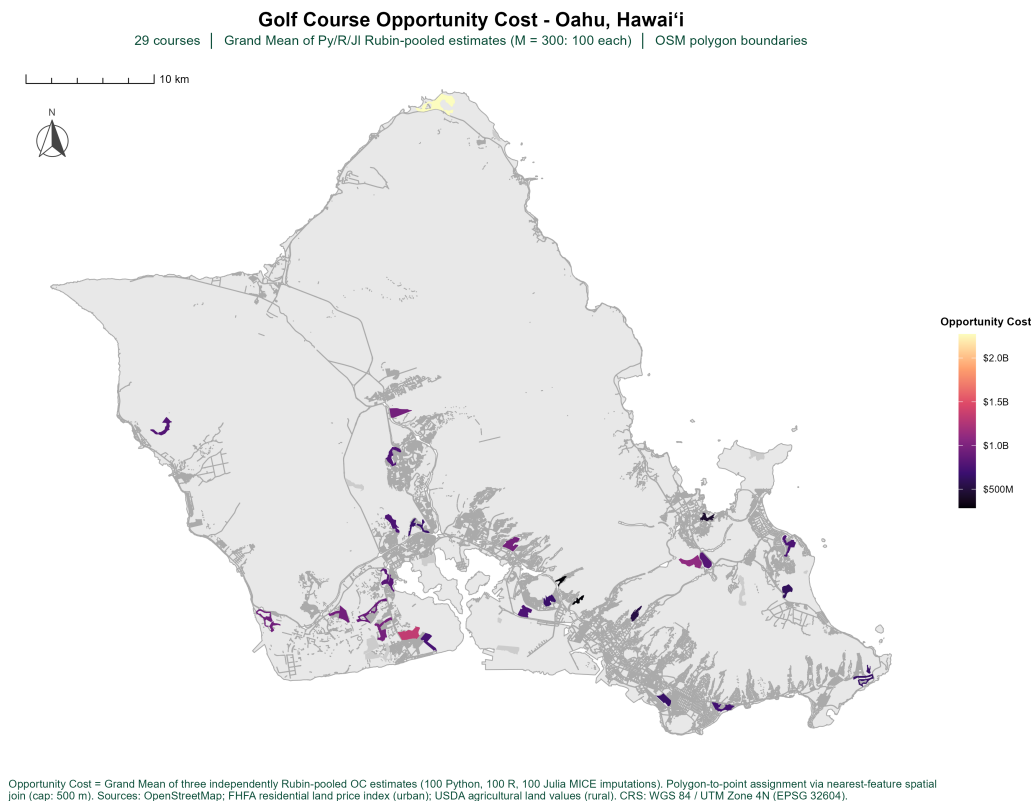 Golf Course Opportunity Cost - Oahu, Hawaiʻi
29 courses │ Grand Mean of Py/R/Jl Rubin-pooled estimates (M = 300: 100 each) │ OSM polygon boundaries
10 km
N
Opportunity Cost
$2.0B
$1.5B
$1.0B
$500M
Opportunity Cost = Grand Mean of three independently Rubin-pooled OC estimates (100 Python, 100 R, 100 Julia MICE imputations). Polygon-to-point assignment via nearest-feature spatial
join (cap: 500 m). Sources: OpenStreetMap; FHFA residential land price index (urban); USDA agricultural land values (rural). CRS: WGS 84 / UTM Zone 4N (EPSG 32604).